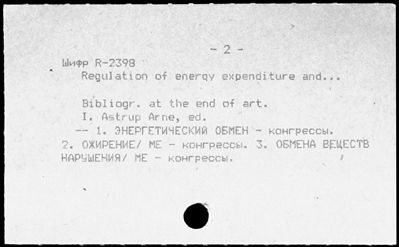 - 2 -
Шифр R-2398
Regulation of energy expenditure and...
Bibliogr. at the end of art.
I. Astrup Arne, ed.
-- 1. ЭНЕРГЕТИЧЕСКИЙ ОБМЕН - конгрессы.
2. ОЖИРЕНИЕ/ МЕ - конгрессы. 3. ОБМЕНА ВЕЩЕСТВ
НАРУШЕНИЯ/ МЕ - конгрессы.